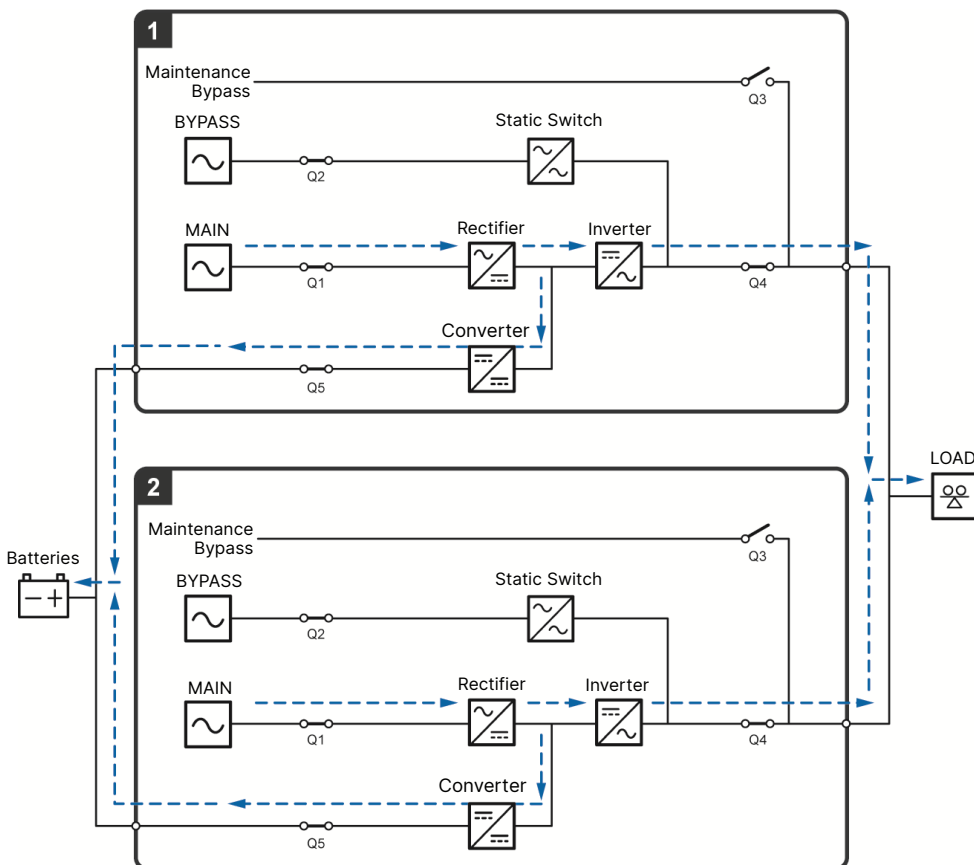 1
Maintenance
Bypass
Q3
BYPASS
Static Switch
Q2
MAIN
Rectifier
Inverter
Q1
Q4
Converter
Q5
2
LOAD
Maintenance
Bypass
Q3
Batteries
BYPASS
Static Switch
Q2
MAIN
Rectifier
Inverter
Q1
Q4
Converter
Q5